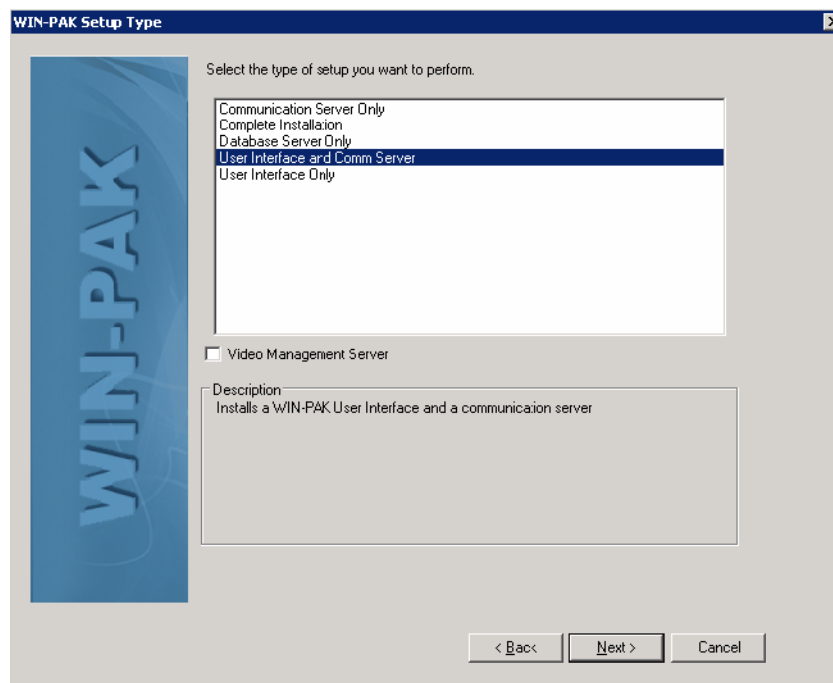 WIN-PAK Setup Type
WIN-PAK
Select the type of setup you want to perform.
Communication Server Only
Complete Installation
Database Server Only
User Interface and Comm Server
User Interface Only
Video Management Server
Description
Installs a WIN-PAK User Interface and a communication server
< Back
Next >
Cancel